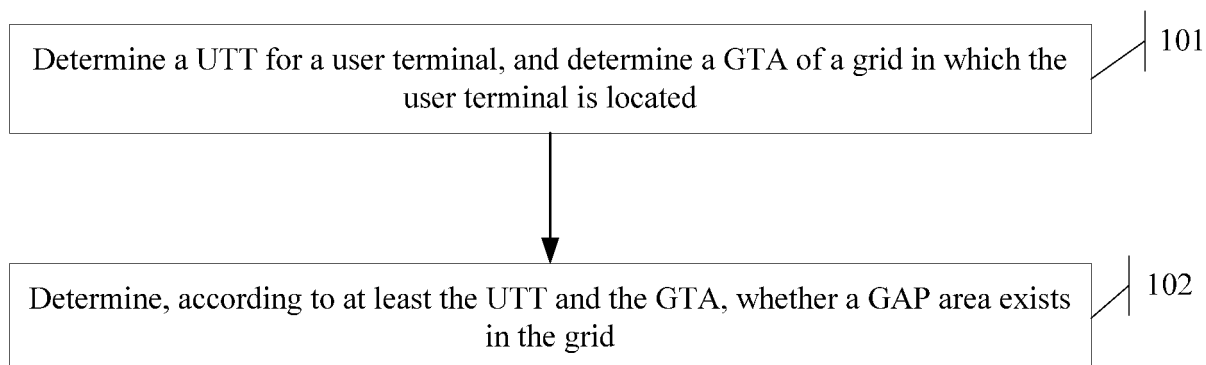 101
Determine a UTT for a user terminal, and determine a GTA of a grid in which the
user terminal is located
102
Determine, according to at least the UTT and the GTA, whether a GAP area exists
in the grid